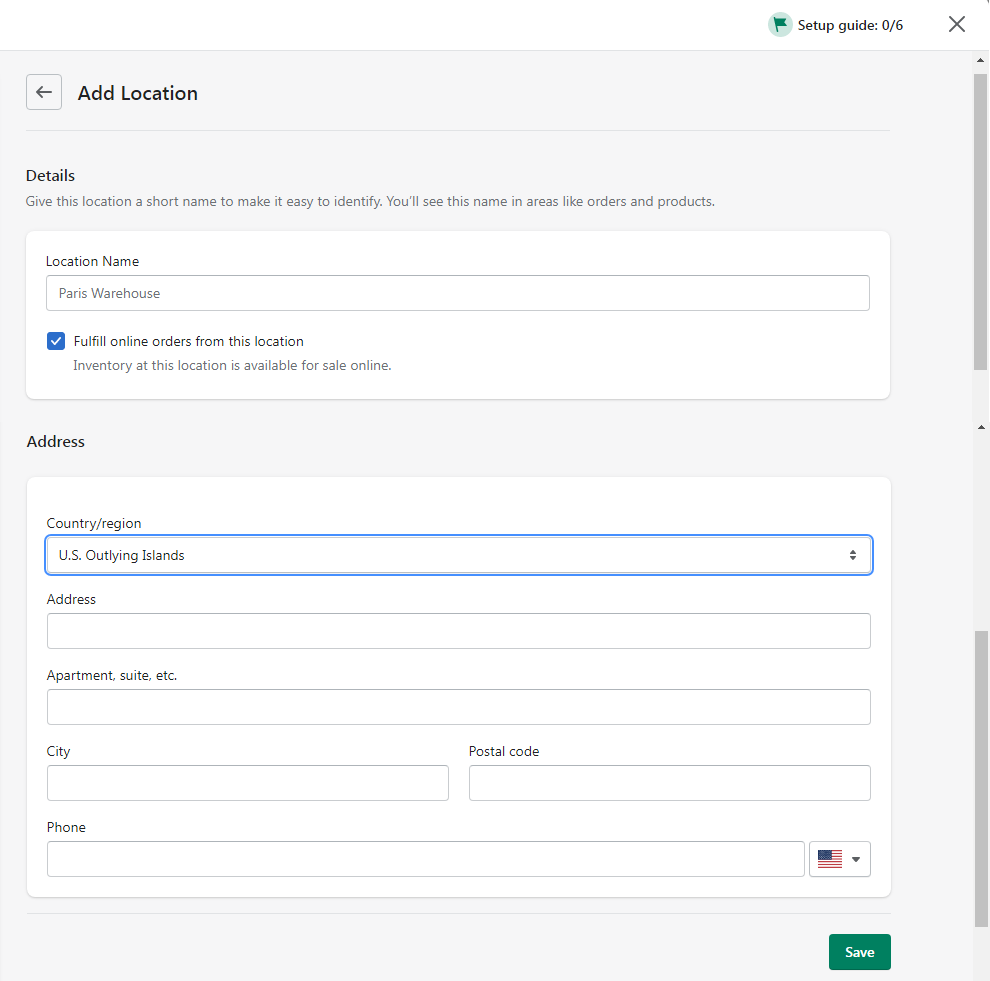 Setup guide: 0/6
Add Location
Details
Give this location a short name to make it easy to identify. You’ll see this name in areas like orders and products.
Location Name
Paris Warehouse
Fulfill online orders from this location
Inventory at this location is available for sale online.
Address
Country/region
U.S. Outlying Islands
Address
Apartment, suite, etc.
City Postal code
Phone
Save